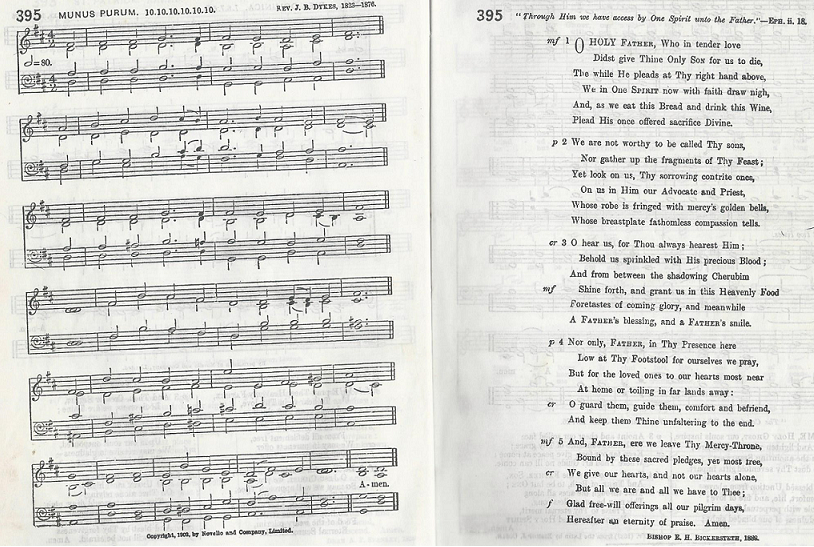 395 MUNUS PURUM. 10.10.10.10.10.10. REV. J. B. DYKES, 1823—1876.
=80.
A - men.
Copyright, 1909, by Novello and Company, Limited.
395 "Through Him we have access by One Spirit unto the Father."—EPH. ii. 18.
mf 1 O HOLY FATHER, Who in tender love
Didst give Thine Only SON for us to die,
The while He pleads at Thy right hand above,
We in One SPIRIT now with faith draw nigh,
And, as we eat this Bread and drink this Wine,
Plead His once offered sacrifice Divine.
p 2 We are not worthy to be called Thy sons,
Nor gather up the fragments of Thy Feast;
Yet look on us, Thy sorrowing contrite ones,
On us in Him our Advocate and Priest,
Whose robe is fringed with mercy's golden bells,
Whose breastplate fathomless compassion tells.
cr 3 O hear us, for Thou always hearest Him;
Behold us sprinkled with His precious Blood;
And from between the shadowing Cherubim
mf Shine forth, and grant us in this Heavenly Food
Foretastes of coming glory, and meanwhile
A FATHER'S blessing, and a FATHER'S smile.
p 4 Nor only, FATHER, in Thy Presence here
Low at Thy Footstool for ourselves we pray,
But for the loved ones to our hearts most near
At home or toiling in far lands away:
cr O guard them, guide them, comfort and befriend,
And keep them Thine unfaltering to the end.
mf 5 And, FATHER, ere we leave Thy Mercy-Throne,
Bound by these sacred pledges, yet most free,
cr We give our hearts, and not our hearts alone,
But all we are and all we have to Thee;
f Glad free-will offerings all our pilgrim days,
Hereafter an eternity of praise. Amen.
BISHOP E. H. BICKERSTETH, 1888.